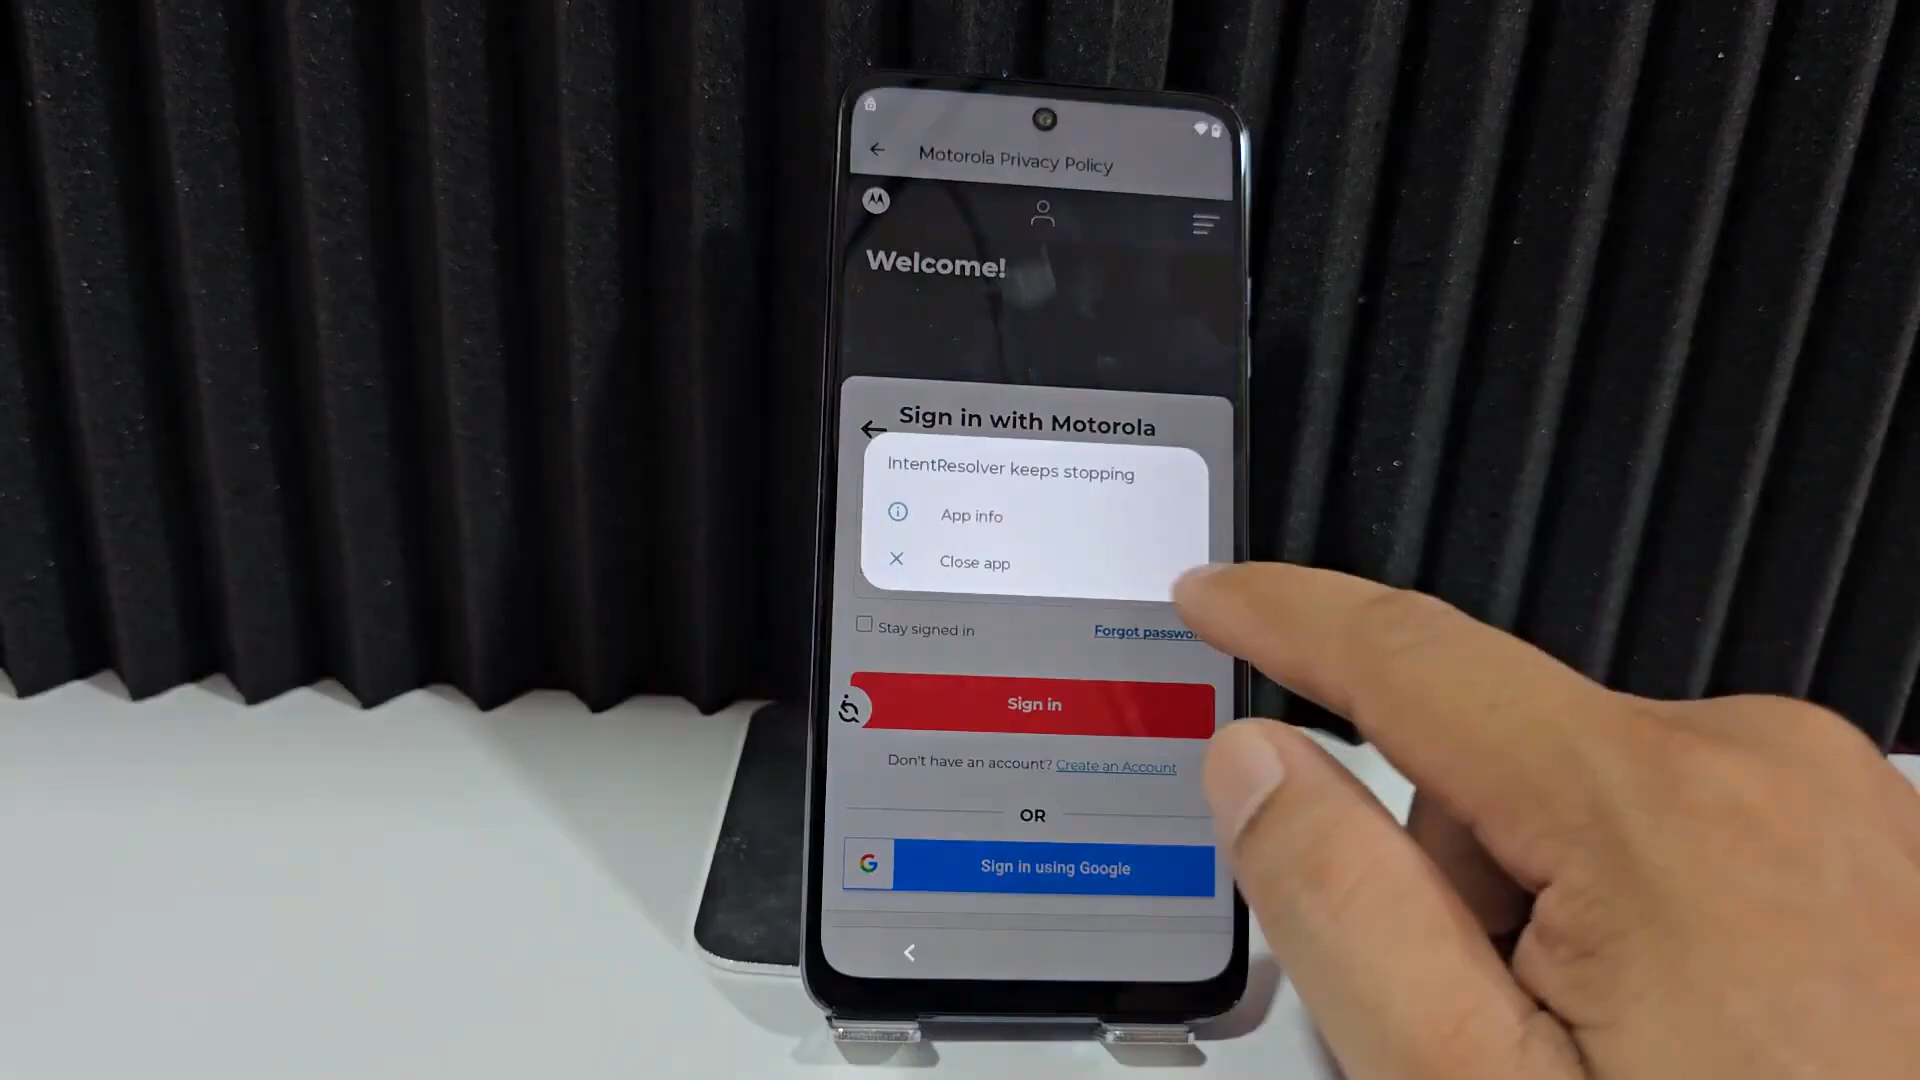 Motorola Privacy Policy
Welcome!
Sign in with Motorola
IntentResolver keeps stopping
App info
Close app
Stay signed in
Forgot
Sign in
Don't have an account? Create an Account
OR
G
Sign in using Google